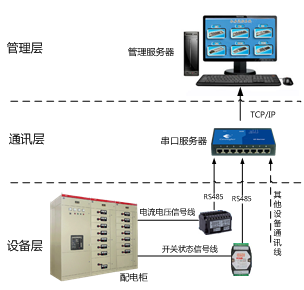 管理层
管理服务器
TCP/IP
通讯层
串口服务器
RS485
RS485
其他设备通讯线
电流电压信号线
设备层
开关状态信号线
配电柜